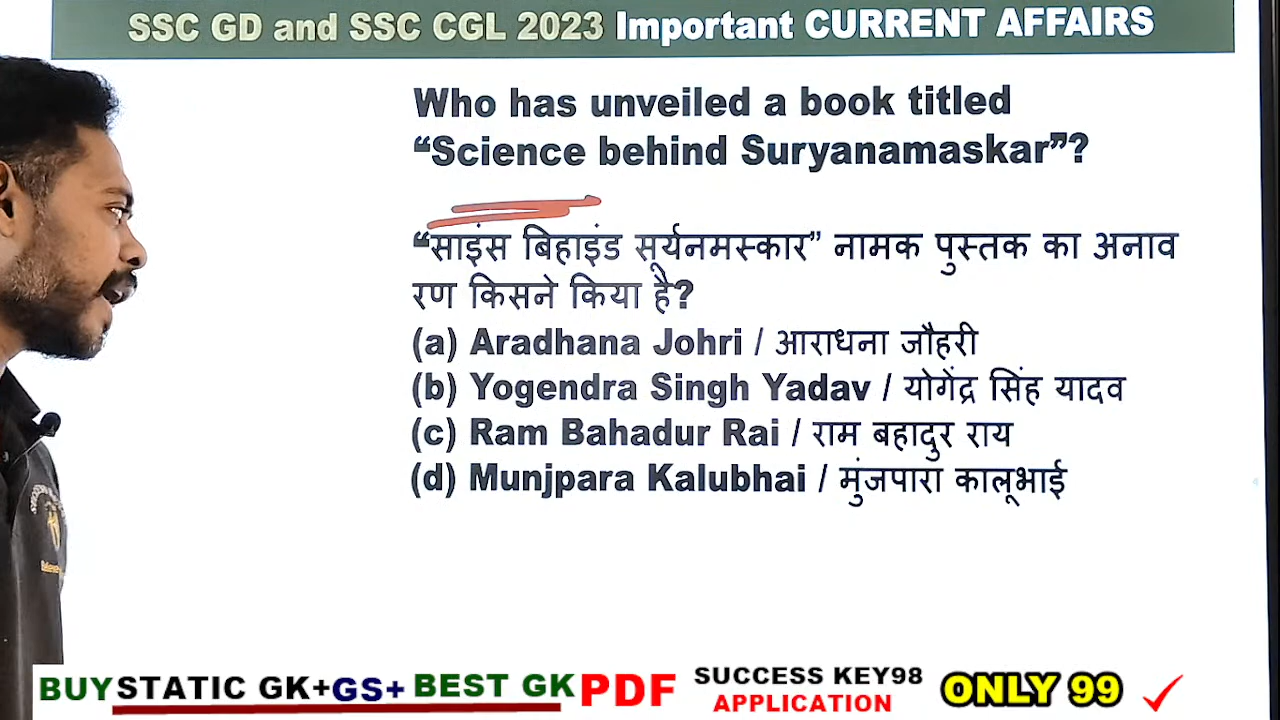 SSC GD and SSC CGL 2023 Important CURRENT AFFAIRS
Who has unveiled a book titled
“Science behind Suryanamaskar”?
“साइंस बिहाइंड सूर्यनमस्कार” नामक पुस्तक का अनाव
रण किसने किया है?
(a) Aradhana Johri / आराधना जौहरी
(b) Yogendra Singh Yadav / योगेंद्र सिंह यादव
(c) Ram Bahadur Rai / राम बहादुर राय
(d) Munjpara Kalubhai / मुंजपारा कालूभाई
BUY STATIC GK+GS+ BEST GK PDF SUCCESS KEY98 APPLICATION ONLY 99